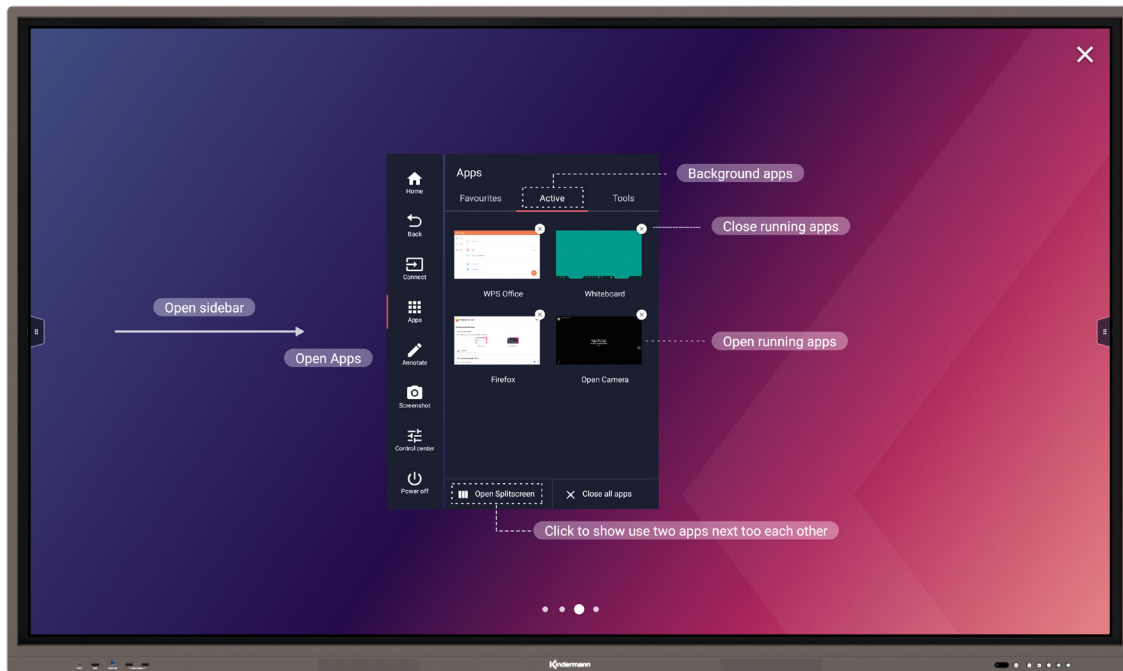 Home
Back
Connect
Apps
Annotate
Screenshot
Control center
Power off
Apps
Favourites
Active
Tools
WPS Office
Whiteboard
Firefox
Open Camera
Open Splitscreen
Close all apps
Open sidebar
Open Apps
Background apps
Close running apps
Open running apps
Click to show use two apps next too each other
Kindermann